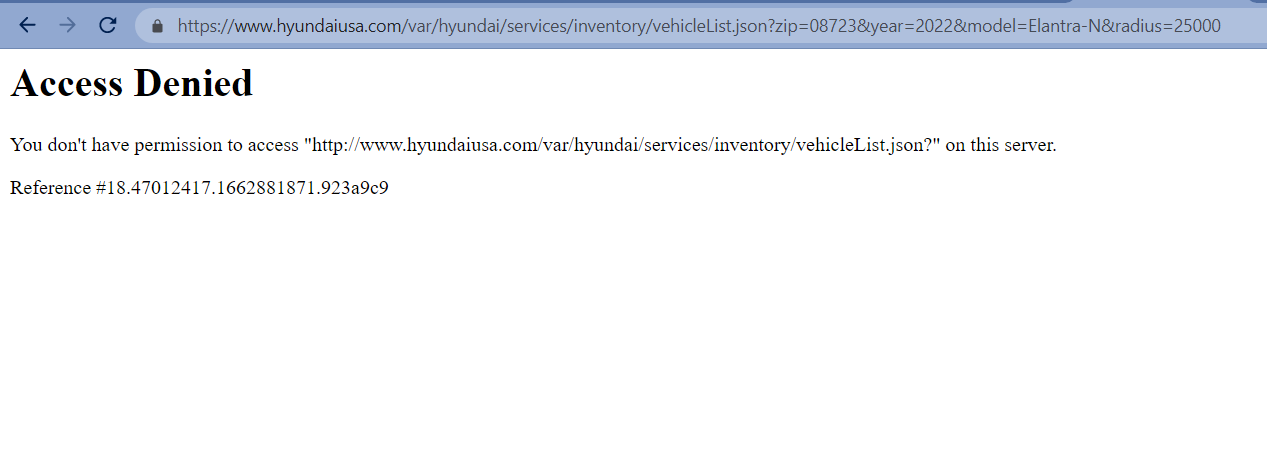 https://www.hyundaiusa.com/var/hyundai/services/inventory/vehicleList.json?zip=08723&year=2022&model=Elantra-N&radius=25000
Access Denied
You don't have permission to access "http://www.hyundaiusa.com/var/hyundai/services/inventory/vehicleList.json?" on this server.
Reference #18.47012417.1662881871.923a9c9